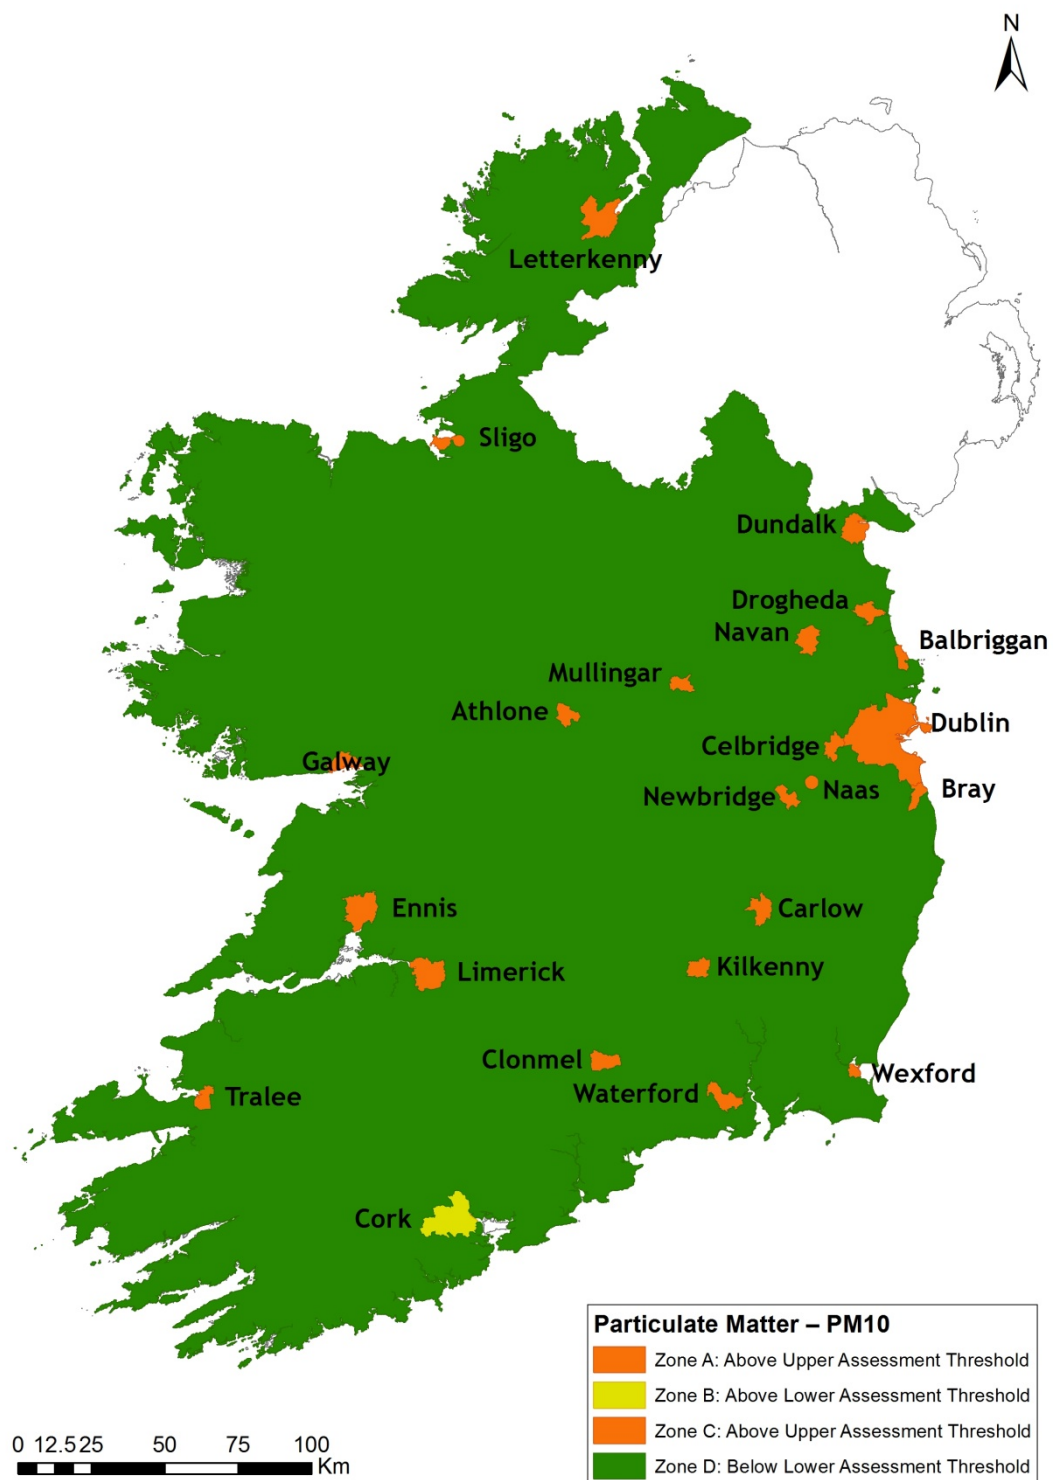 N
Letterkenny
Sligo
Dundalk
Drogheda
Navan
Balbriggan
Mullingar
Athlone
Dublin
Celbridge
Galway
Naas
Bray
Newbridge
Ennis
Carlow
Limerick
Kilkenny
Clonmel
Wexford
Waterford
Tralee
Cork
Particulate Matter – PM10
Zone A: Above Upper Assessment Threshold
Zone B: Above Lower Assessment Threshold
Zone C: Above Upper Assessment Threshold
Zone D: Below Lower Assessment Threshold
0 12.5 25 50 75 100
Km